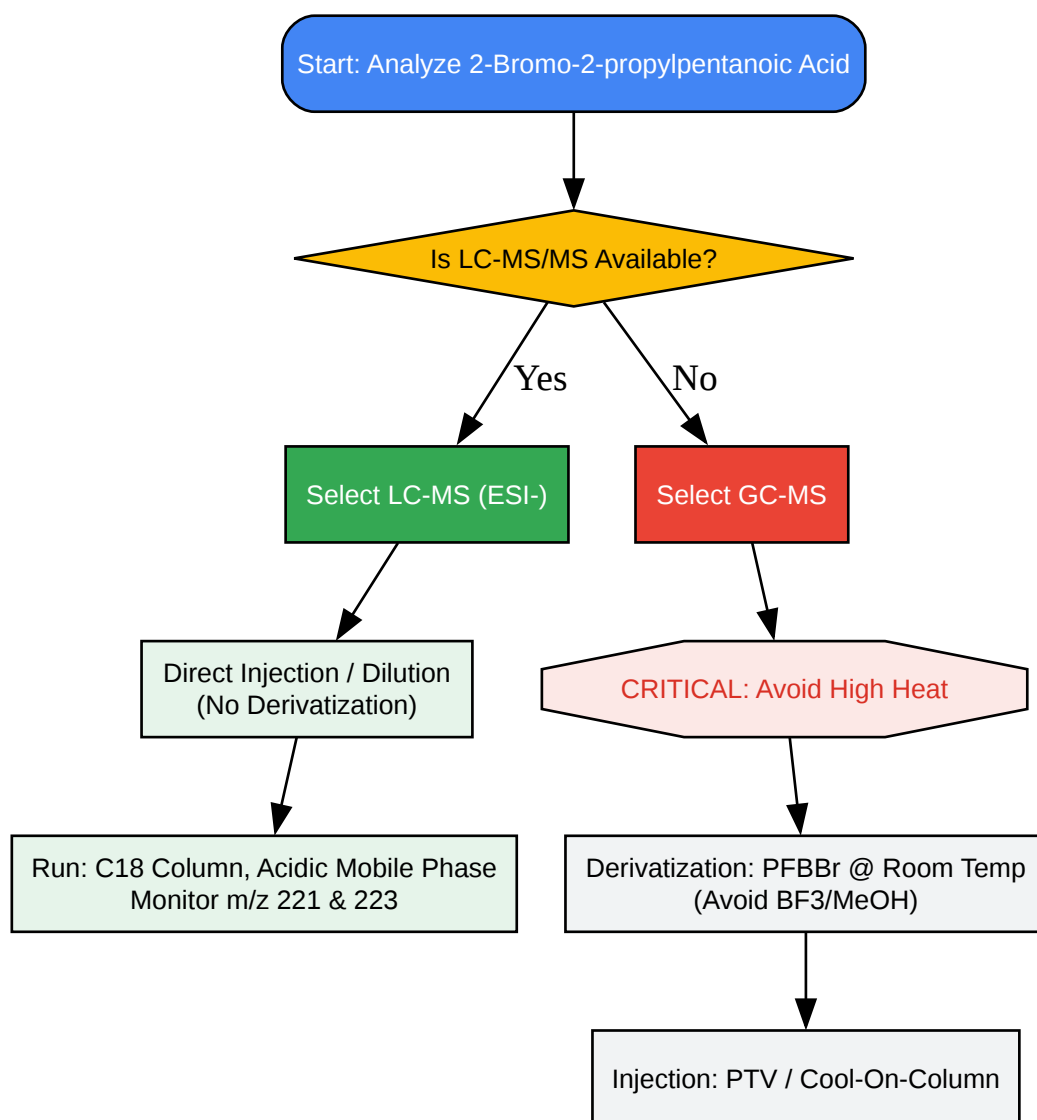 Start: Analyze 2-Bromo-2-propylpentanoic Acid
Is LC-MS/MS Available?
Yes
No
Select LC-MS (ESI-)
Select GC-MS
Direct Injection / Dilution
(No Derivatization)
CRITICAL: Avoid High Heat
Run: C18 Column, Acidic Mobile Phase
Monitor m/z 221 & 223
Derivatization: PFBBr @ Room Temp
(Avoid BF3/MeOH)
Injection: PTV / Cool-On-Column